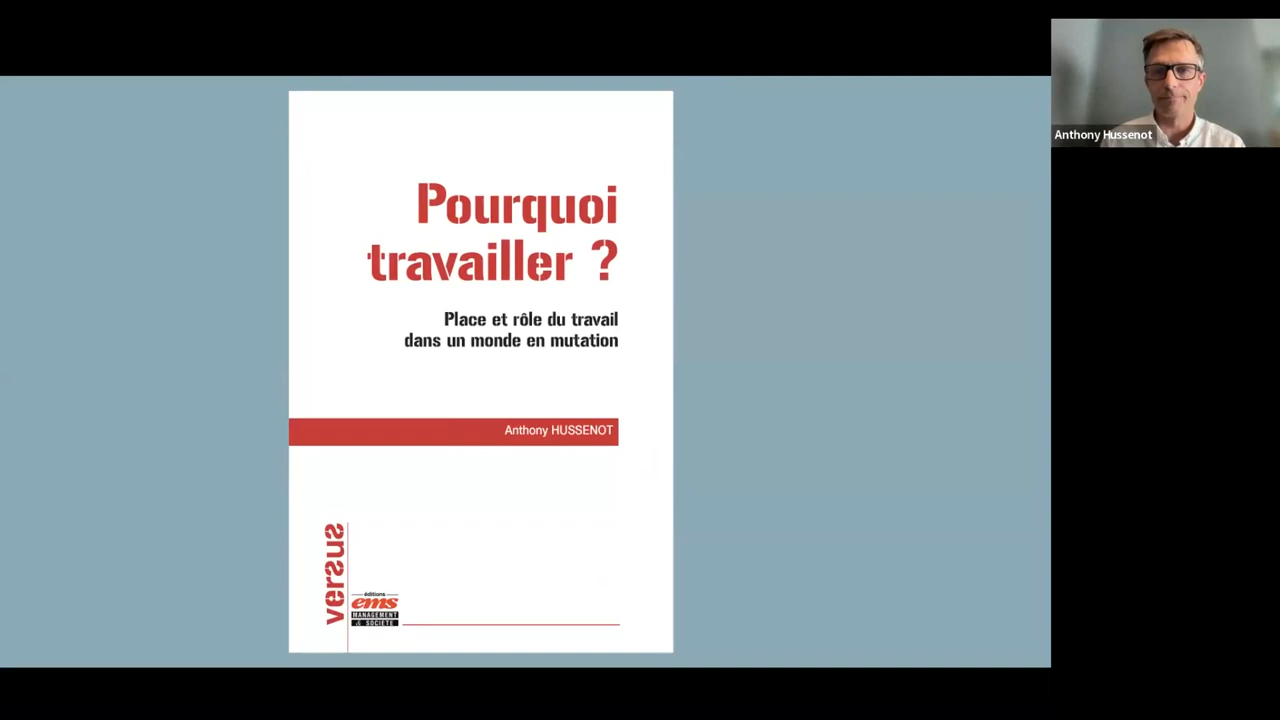 Pourquoi
travailler ?
Place et rôle du travail
dans un monde en mutation
Anthony HUSSENOT
versus
éditions
ems
MANAGEMENT
& SOCIÉTÉ
Anthony Hussenot